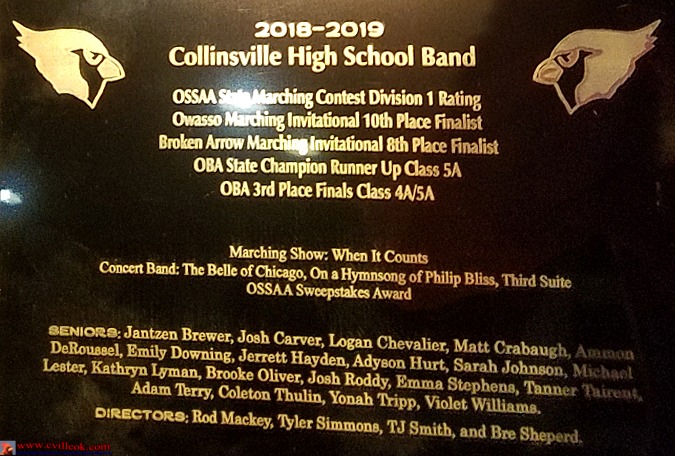 2018-2019
Collinsville High School Band
OSSAA State Marching Contest Division 1 Rating
Owasso Marching Invitational 10th Place Finalist
Broken Arrow Marching Invitational 8th Place Finalist
OBA State Champion Runner Up Class 5A
OBA 3rd Place Finals Class 4A/5A
Marching Show: When It Counts
Concert Band: The Belle of Chicago, On a Hymnsong of Philip Bliss, Third Suite
OSSAA Sweepstakes Award
SENIORS: Jantzen Brewer, Josh Carver, Logan Chevalier, Matt Crabaugh, Ammon
DeRoussel, Emily Downing, Jerrett Hayden, Adyson Hurt, Sarah Johnson, Michael
Lester, Kathryn Lyman, Brooke Oliver, Josh Roddy, Emma Stephens, Tanner Tairent,
Adam Terry, Coleton Thulin, Yonah Tripp, Violet Williams.
DIRECTORS: Rod Mackey, Tyler Simmons, TJ Smith, and Bre Sheperd.
www.cvilleok.com